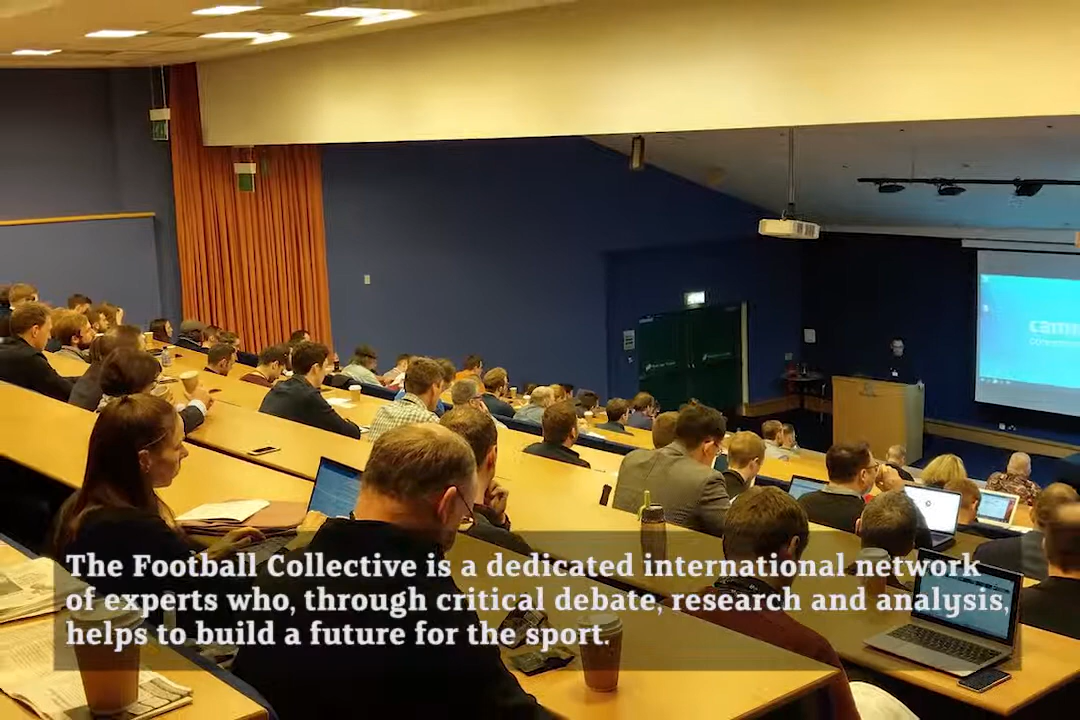 The Football Collective is a dedicated international network
of experts who, through critical debate, research and analysis,
helps to build a future for the sport.